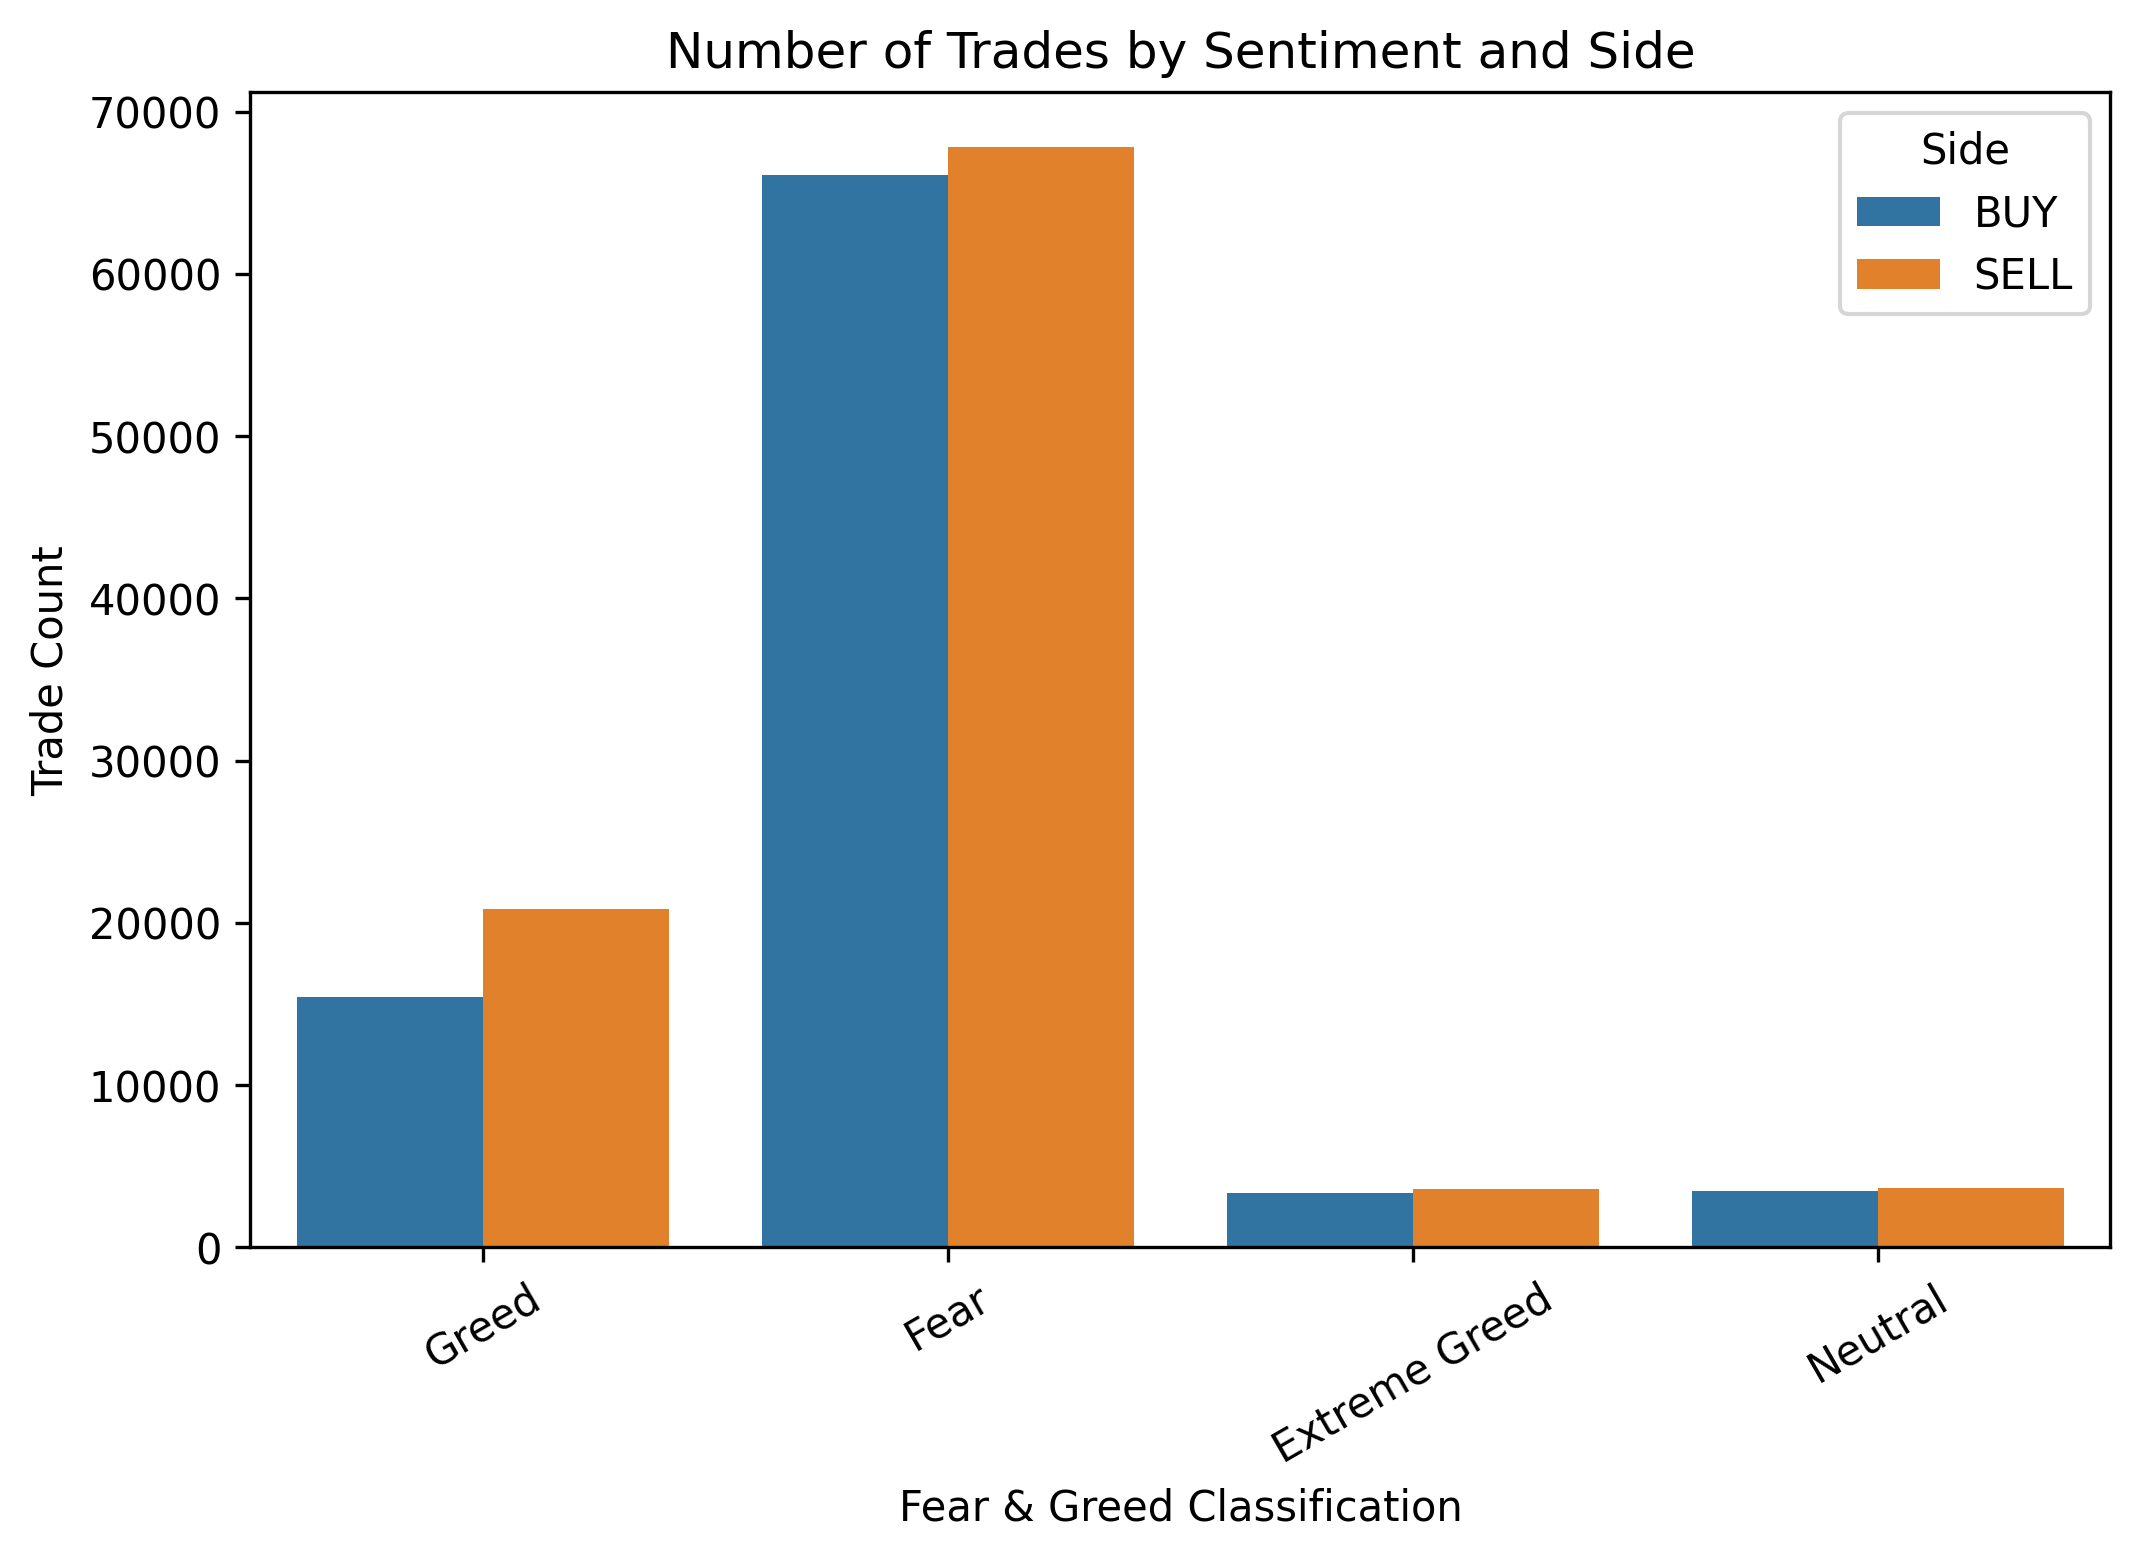 Number of Trades by Sentiment and Side
Side
BUY
SELL
Trade Count
70000
60000
50000
40000
30000
20000
10000
0
Greed
Fear
Extreme Greed
Neutral
Fear & Greed Classification